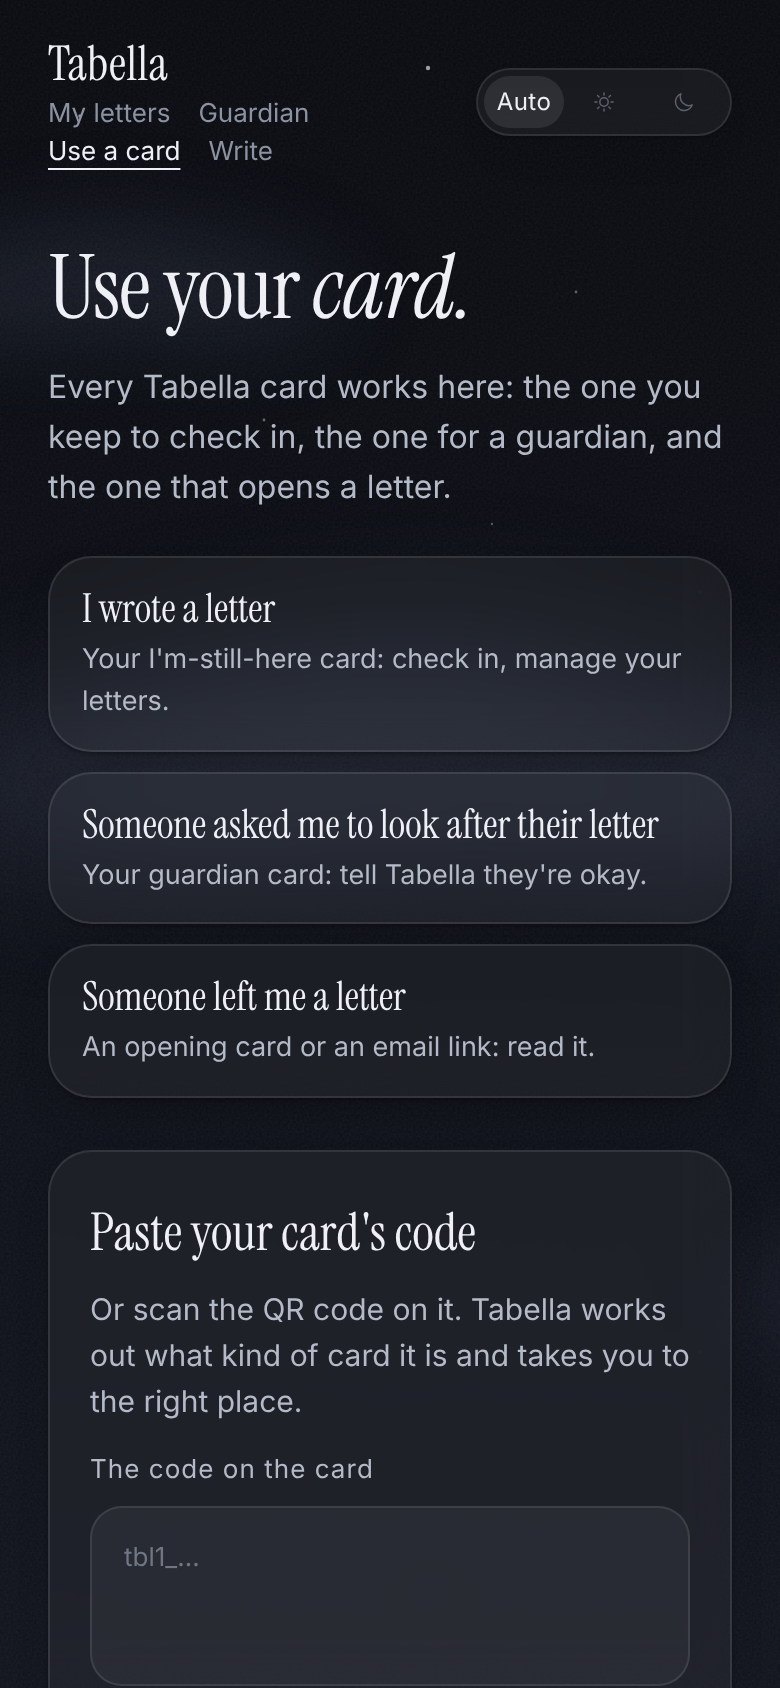 Tabella
My letters Guardian
Use a card Write
Auto
Use your card.
Every Tabella card works here: the one you
keep to check in, the one for a guardian, and
the one that opens a letter.
I wrote a letter
Your I'm-still-here card: check in, manage your
letters.
Someone asked me to look after their letter
Your guardian card: tell Tabella they're okay.
Someone left me a letter
An opening card or an email link: read it.
Paste your card's code
Or scan the QR code on it. Tabella works
out what kind of card it is and takes you to
the right place.
The code on the card
tbl1_...